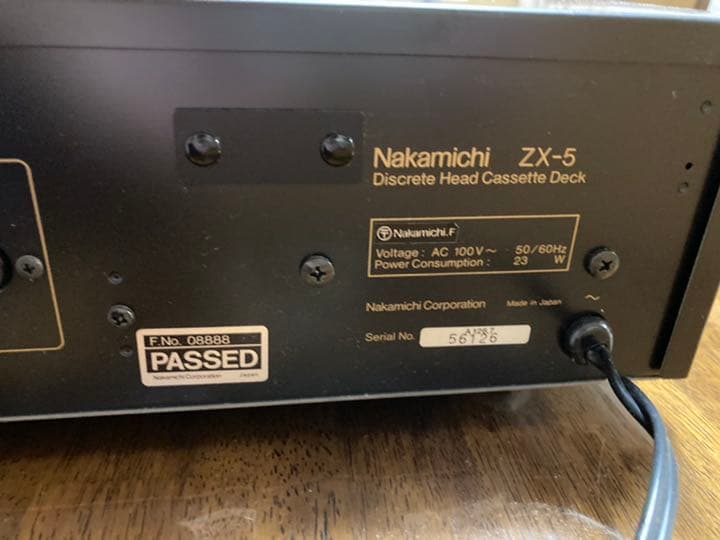 Nakamichi ZX-5
Discrete Head Cassette Deck
Nakamichi.F
Voltage : AC 100V~ 50/60Hz
Power Consumption : 23 W
Nakamichi Corporation Made in Japan
~
Serial No. 56126
F.No. 08888
PASSED
Nakamichi Corporation Japan